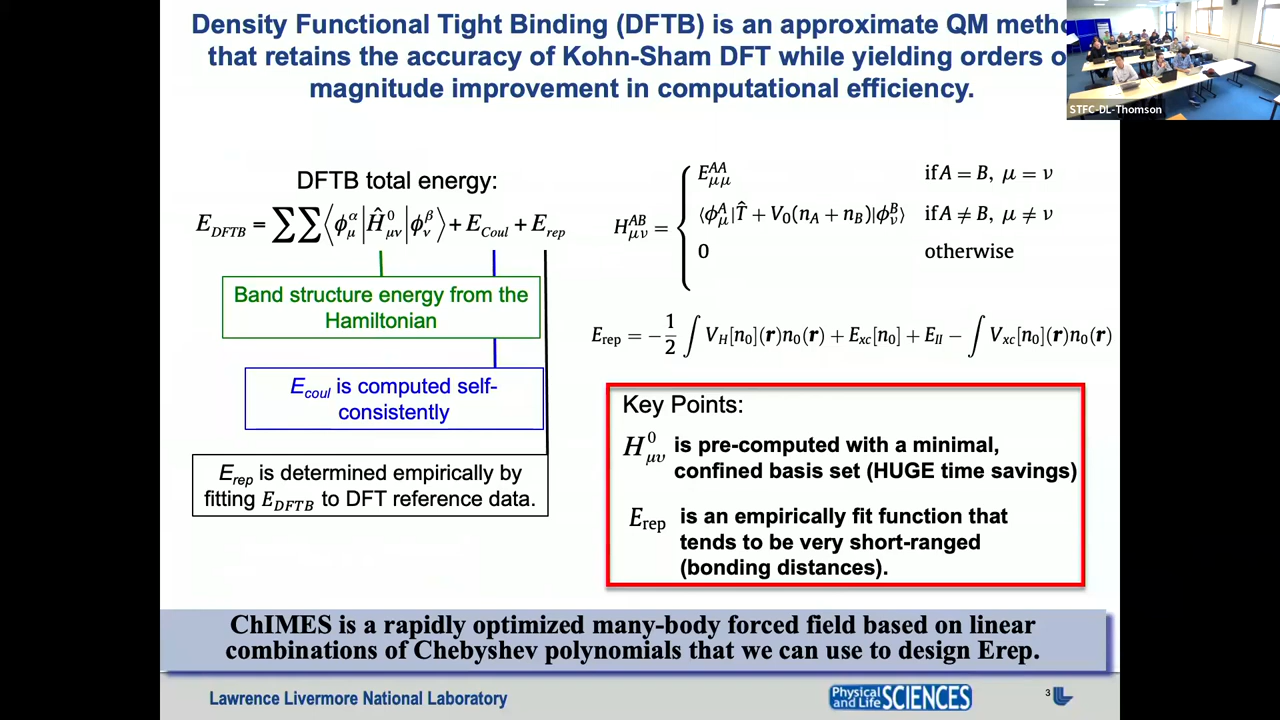 Density Functional Tight Binding (DFTB) is an approximate QM
that retains the accuracy of Kohn-Sham DFT while yielding orders
magnitude improvement in computational efficiency.
STFC-DL-Thomson
DFTB total energy:
E_DFTB = ∑∑⟨ϕ_μ^α|Ĥ_μν^0|ϕ_ν^β⟩ + E_Coul + E_rep
Band structure energy from the
Hamiltonian
E_coul is computed self-
consistently
E_rep is determined empirically by
fitting E_DFTB to DFT reference data.
H_μν^AB = {
E_μμ^AA if A = B, μ = ν
⟨ϕ_μ^A|T̂ + V_0(n_A + n_B)|ϕ_ν^B⟩ if A ≠ B, μ ≠ ν
0 otherwise
E_rep = −1/2 ∫ V_H[n_0](r)n_0(r) + E_xc[n_0] + E_II − ∫ V_xc[n_0](r)n_0(r)
Key Points:
H_μυ^0 is pre-computed with a minimal,
confined basis set (HUGE time savings)
E_rep is an empirically fit function that
tends to be very short-ranged
(bonding distances).
ChIMES is a rapidly optimized many-body forced field based on linear
combinations of Chebyshev polynomials that we can use to design Erep.
Lawrence Livermore National Laboratory
Physical
and Life SCIENCES
3